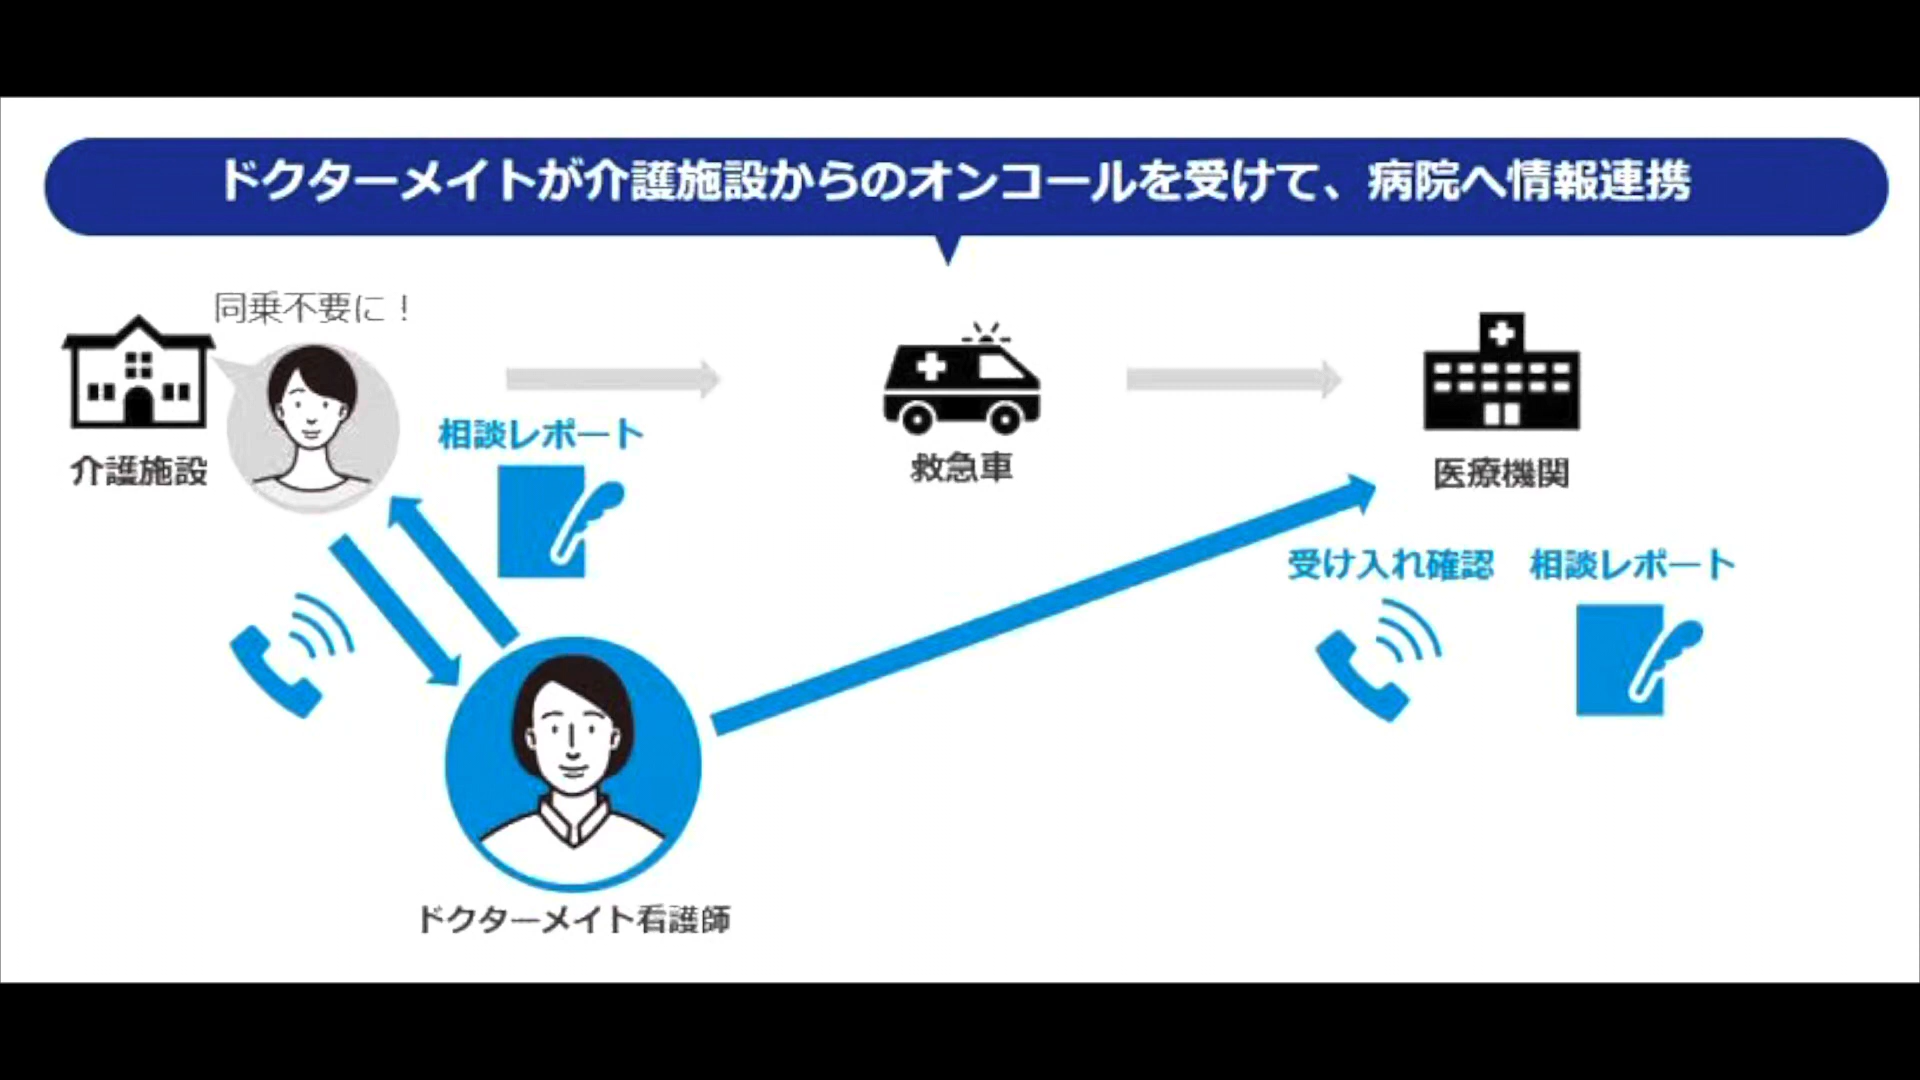 ドクターメイトが介護施設からのオンコールを受けて、病院へ情報連携
同乗不要に！
介護施設
相談レポート
救急車
医療機関
受け入れ確認 相談レポート
ドクターメイト看護師